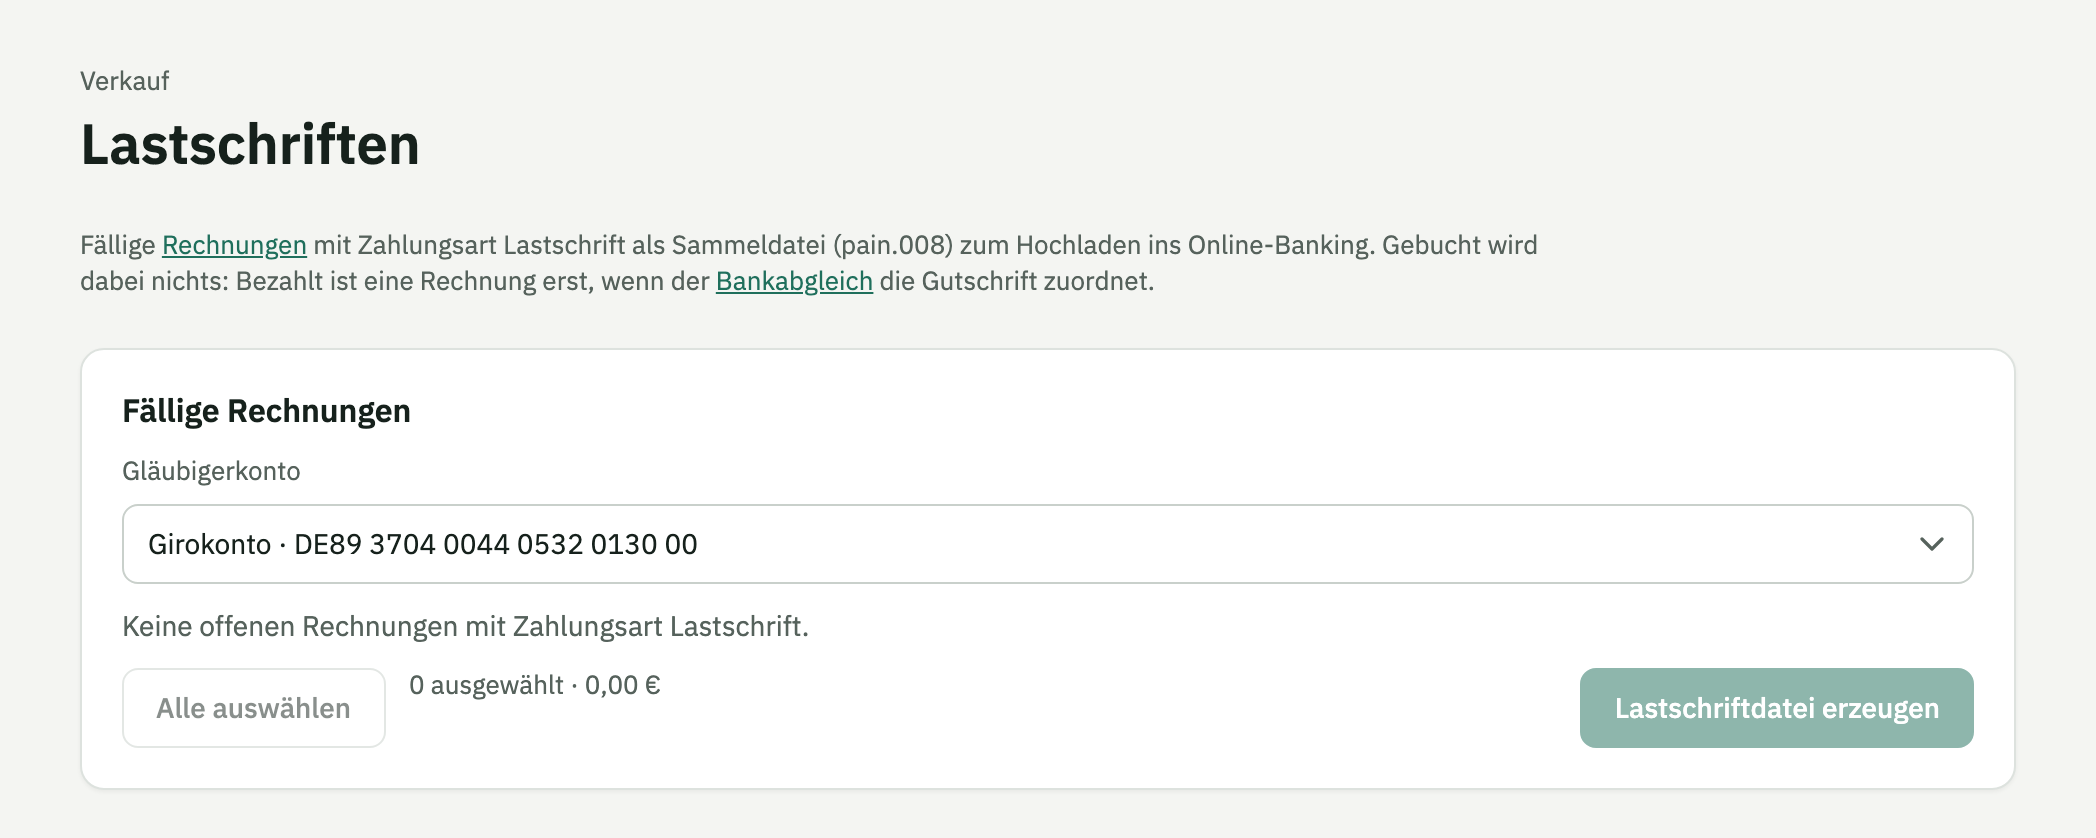 Verkauf
Lastschriften
Fällige Rechnungen mit Zahlungsart Lastschrift als Sammeldatei (pain.008) zum Hochladen ins Online-Banking. Gebucht wird
dabei nichts: Bezahlt ist eine Rechnung erst, wenn der Bankabgleich die Gutschrift zuordnet.
Fällige Rechnungen
Gläubigerkonto
Girokonto · DE89 3704 0044 0532 0130 00
Keine offenen Rechnungen mit Zahlungsart Lastschrift.
Alle auswählen
0 ausgewählt · 0,00 €
Lastschriftdatei erzeugen